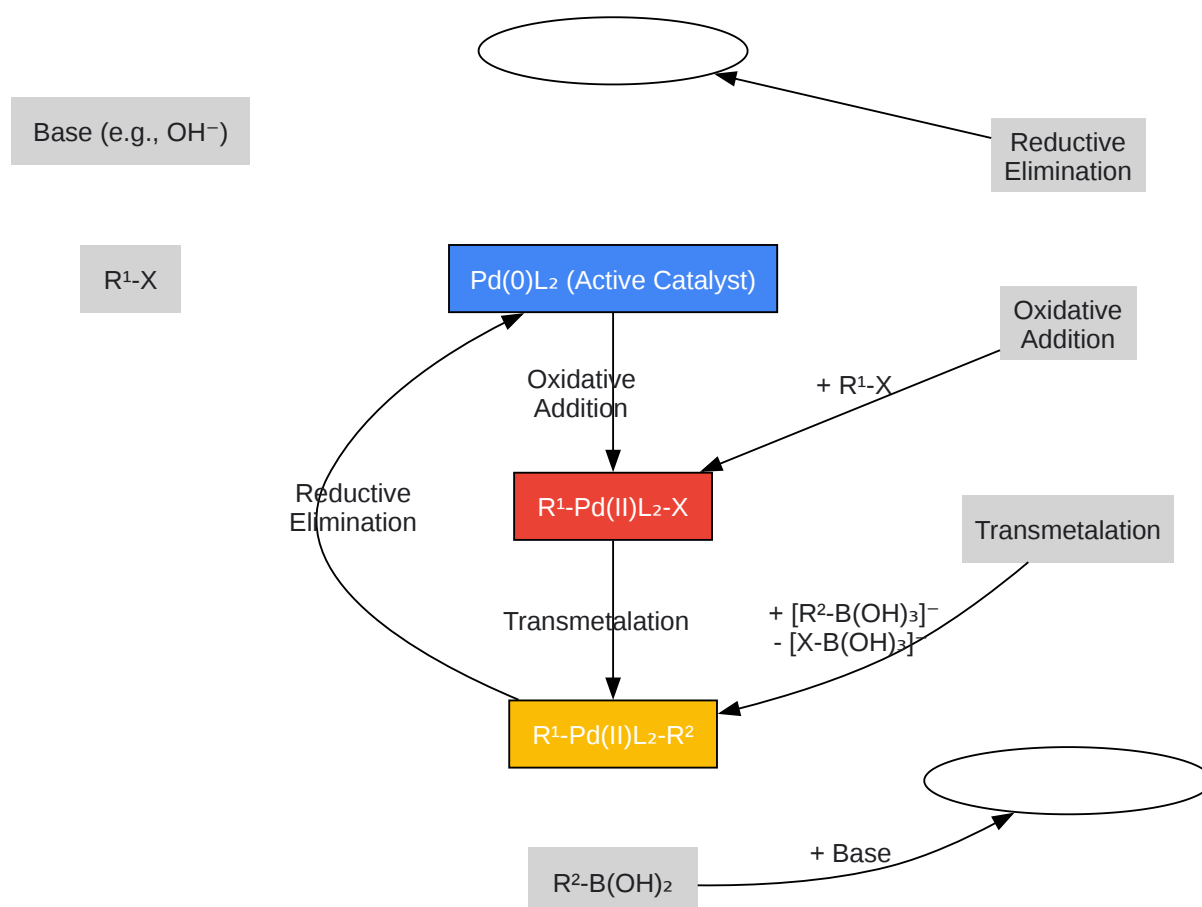 Base (e.g., OH⁻)
Reductive
Elimination
R¹-X
Pd(0)L₂ (Active Catalyst)
Oxidative
Addition
Oxidative
Addition
+ R¹-X
Reductive
Elimination
R¹-Pd(II)L₂-X
Transmetalation
Transmetalation
+ [R²-B(OH)₃]⁻
- [X-B(OH)₃]⁻
R¹-Pd(II)L₂-R²
+ Base
R²-B(OH)₂